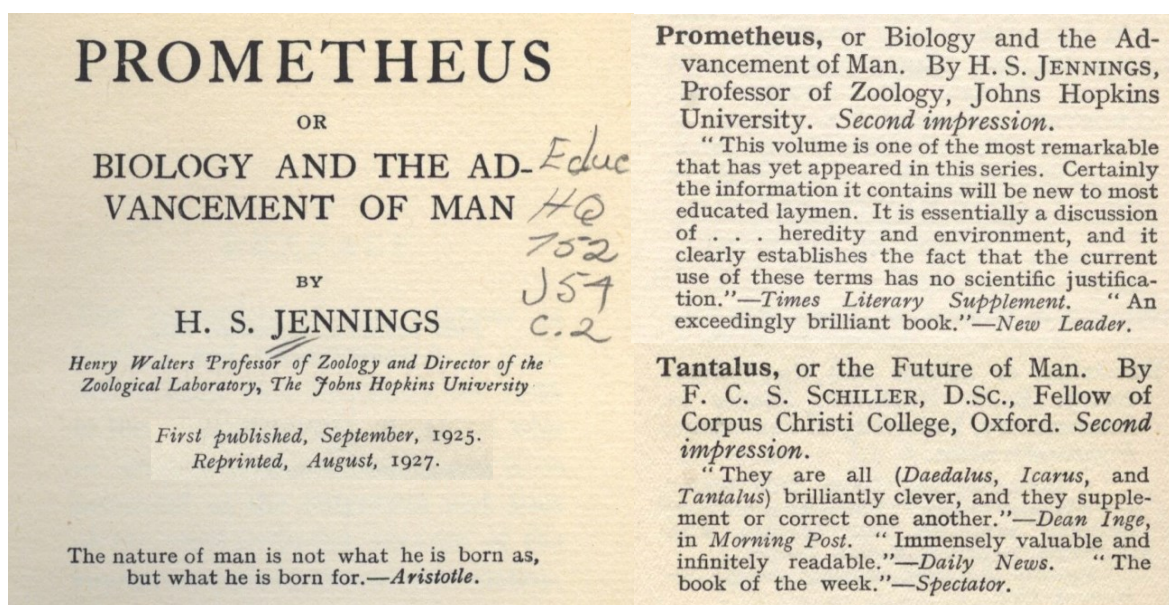 PROMETHEUS
OR
BIOLOGY AND THE AD-
VANCEMENT OF MAN
BY
H. S. JENNINGS
Henry Walters Professor of Zoology and Director of the
Zoological Laboratory, The Johns Hopkins University
First published, September, 1925.
Reprinted, August, 1927.
The nature of man is not what he is born as,
but what he is born for.—Aristotle.
Educ
HQ
752
J54
c.2
Prometheus, or Biology and the Ad-
vancement of Man. By H. S. JENNINGS,
Professor of Zoology, Johns Hopkins
University. Second impression.
“ This volume is one of the most remarkable
that has yet appeared in this series. Certainly
the information it contains will be new to most
educated laymen. It is essentially a discussion
of . . . heredity and environment, and it
clearly establishes the fact that the current
use of these terms has no scientific justifica-
tion.”—Times Literary Supplement. “ An
exceedingly brilliant book.”—New Leader.
Tantalus, or the Future of Man. By
F. C. S. SCHILLER, D.Sc., Fellow of
Corpus Christi College, Oxford. Second
impression.
“ They are all (Daedalus, Icarus, and
Tantalus) brilliantly clever, and they supple-
ment or correct one another.”—Dean Inge,
in Morning Post. “ Immensely valuable and
infinitely readable.”—Daily News. “ The
book of the week.”—Spectator.